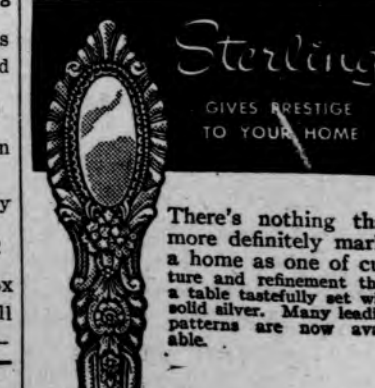 Sterling
GIVES PRESTIGE
TO YOUR HOME
There's nothing th
more definitely mar
a home as one of cu
ture and refinement th
a table tastefully set w
solid silver. Many leadi
patterns are now ava
able.